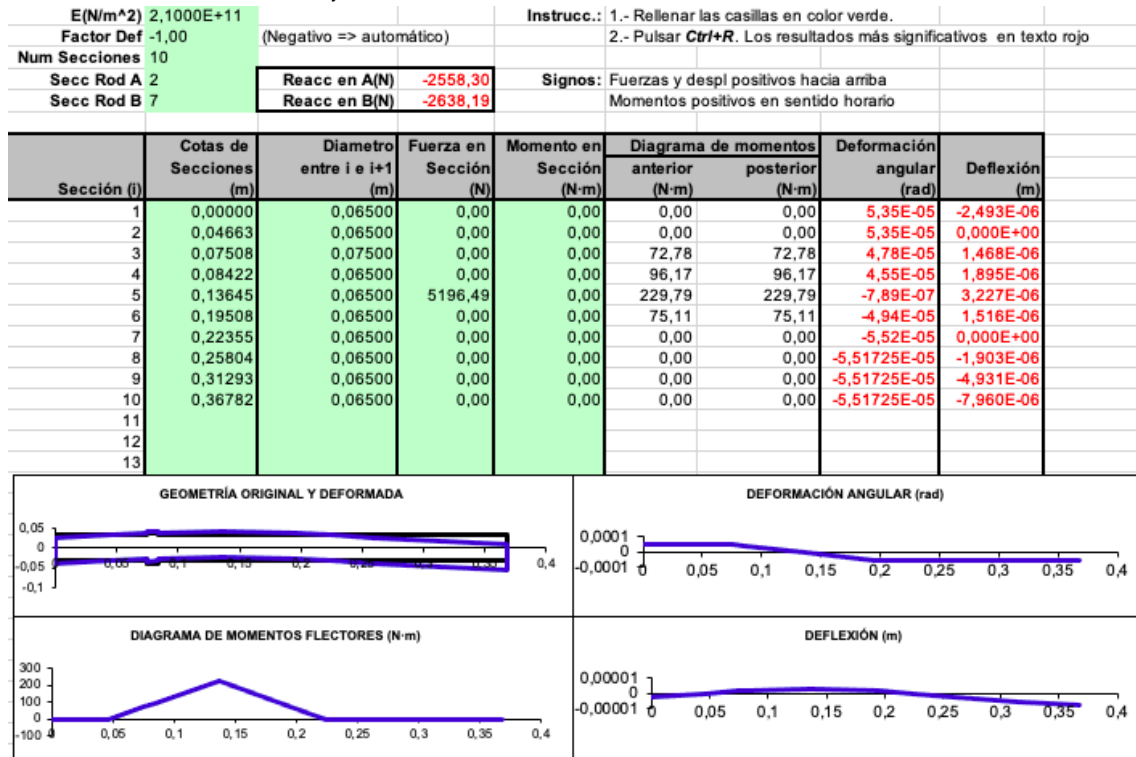 E(N/m^2) 2,1000E+11 Instrucc.: 1.- Rellenar las casillas en color verde.
Factor Def -1,00 (Negativo => automático) 2.- Pulsar Ctrl+R. Los resultados más significativos en texto rojo
Num Secciones 10
Secc Rod A 2 Reacc en A(N) -2558,30 Signos: Fuerzas y despl positivos hacia arriba
Secc Rod B 7 Reacc en B(N) -2638,19 Momentos positivos en sentido horario
Cotas de Diametro Fuerza en Momento en Diagrama de momentos Deformación
Secciones entre i e i+1 Sección Sección anterior posterior angular Deflexión
Sección (i) (m) (m) (N) (N·m) (N·m) (N·m) (rad) (m)
1 0,00000 0,06500 0,00 0,00 0,00 0,00 5,35E-05 -2,493E-06
2 0,04663 0,06500 0,00 0,00 0,00 0,00 5,35E-05 0,000E+00
3 0,07508 0,07500 0,00 0,00 72,78 72,78 4,78E-05 1,468E-06
4 0,08422 0,06500 0,00 0,00 96,17 96,17 4,55E-05 1,895E-06
5 0,13645 0,06500 5196,49 0,00 229,79 229,79 -7,89E-07 3,227E-06
6 0,19508 0,06500 0,00 0,00 75,11 75,11 -4,94E-05 1,516E-06
7 0,22355 0,06500 0,00 0,00 0,00 0,00 -5,52E-05 0,000E+00
8 0,25804 0,06500 0,00 0,00 0,00 0,00 -5,51725E-05 -1,903E-06
9 0,31293 0,06500 0,00 0,00 0,00 0,00 -5,51725E-05 -4,931E-06
10 0,36782 0,06500 0,00 0,00 0,00 0,00 -5,51725E-05 -7,960E-06
11
12
13
GEOMETRÍA ORIGINAL Y DEFORMADA
0,05
0
-0,05 0,05 0,1 0,15 0,2 0,25 0,3 0,35 0,4
-0,1
DEFORMACIÓN ANGULAR (rad)
0,0001
0
-0,0001 0 0,05 0,1 0,15 0,2 0,25 0,3 0,35 0,4
DIAGRAMA DE MOMENTOS FLECTORES (N·m)
300
200
100
0
-100 0 0,05 0,1 0,15 0,2 0,25 0,3 0,35 0,4
DEFLEXIÓN (m)
0,00001
0
-0,00001 0 0,05 0,1 0,15 0,2 0,25 0,3 0,35 0,4